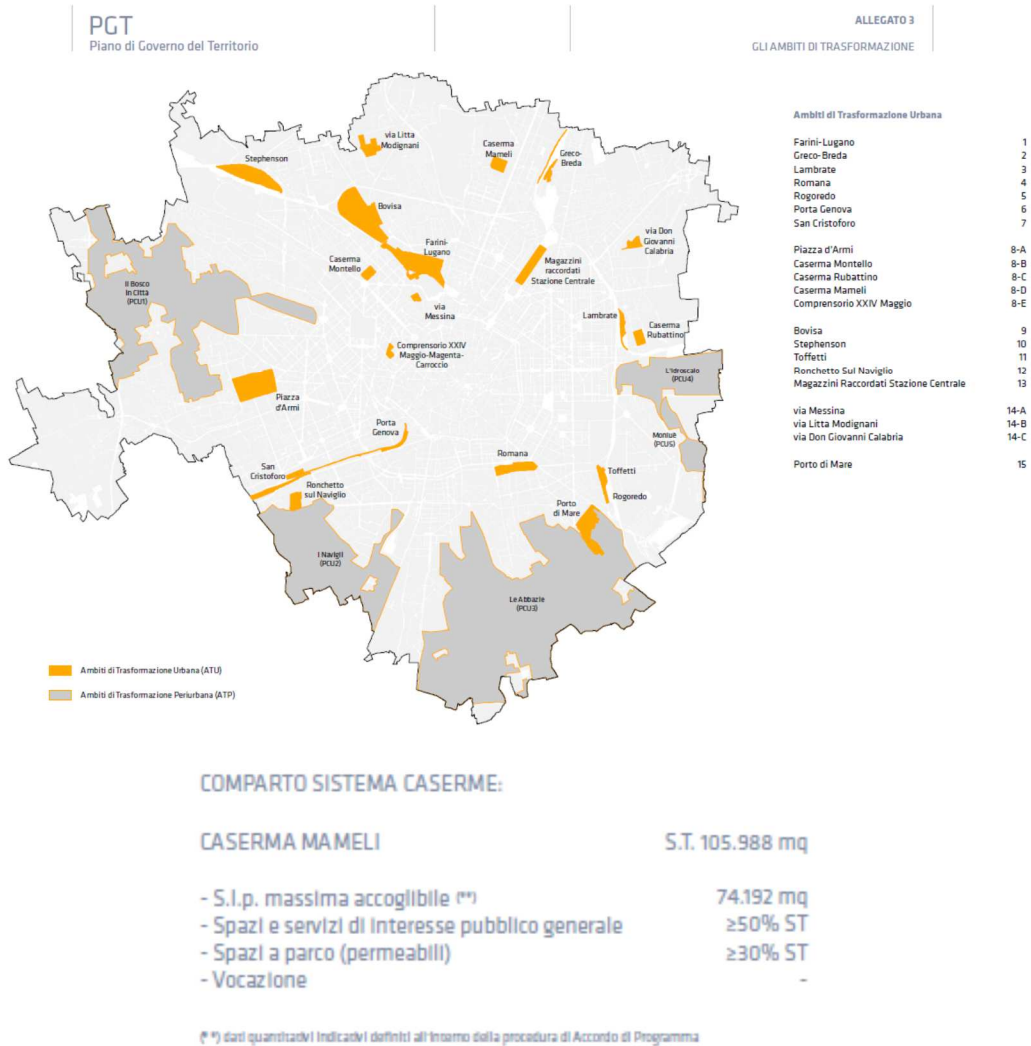 PGT
Piano di Governo del Territorio
ALLEGATO 3
GLI AMBITI DI TRASFORMAZIONE
via Litta
Modignani
Caserma
Mameli
Greco-
Breda
Stephenson
Bovisa
via Don
Giovanni
Calabria
Farini-
Lugano
Caserma
Montello
Magazzini
raccordati
Stazione Centrale
Il Bosco
in Città
(PCU1)
via
Messina
Lambrate
Caserma
Rubattino
Comprensorio XXIV
Maggio-Magenta-
Carroccio
L'Idroscalo
(PCU4)
Piazza
d'Armi
Porta
Genova
Monluè
(PCU5)
San
Cristoforo
Romana
Toffetti
Ronchetto
sul Naviglio
Rogoredo
Porto
di Mare
I Navigli
(PCU2)
Le Abbazie
(PCU3)
Ambiti di Trasformazione Urbana (ATU)
Ambiti di Trasformazione Periurbana (ATP)
Ambiti di Trasformazione Urbana
Farini-Lugano 1
Greco-Breda 2
Lambrate 3
Romana 4
Rogoredo 5
Porta Genova 6
San Cristoforo 7
Piazza d'Armi 8-A
Caserma Montello 8-B
Caserma Rubattino 8-C
Caserma Mameli 8-D
Comprensorio XXIV Maggio 8-E
Bovisa 9
Stephenson 10
Toffetti 11
Ronchetto Sul Naviglio 12
Magazzini Raccordati Stazione Centrale 13
via Messina 14-A
via Litta Modignani 14-B
via Don Giovanni Calabria 14-C
Porto di Mare 15
COMPARTO SISTEMA CASERME:
CASERMA MAMELI S.T. 105.988 mq
- S.l.p. massima accoglibile (**) 74.192 mq
- Spazi e servizi di interesse pubblico generale ≥50% ST
- Spazi a parco (permeabili) ≥30% ST
- Vocazione -
(**) dati quantitativi indicativi definiti all'interno della procedura di Accordo di Programma